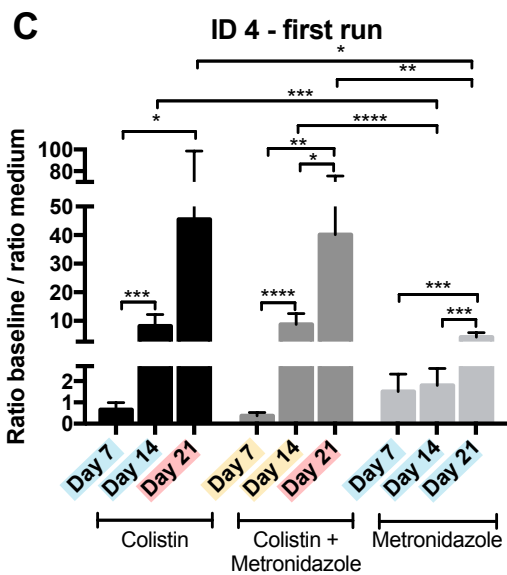 C
ID 4 - first run
*
**
***
****
*
**
*
***
****
***
***
Ratio baseline / ratio medium
100
80
50
40
30
20
10
2
1
0
Day 7
Day 14
Day 21
Day 7
Day 14
Day 21
Day 7
Day 14
Day 21
Colistin
Colistin +
Metronidazole
Metronidazole